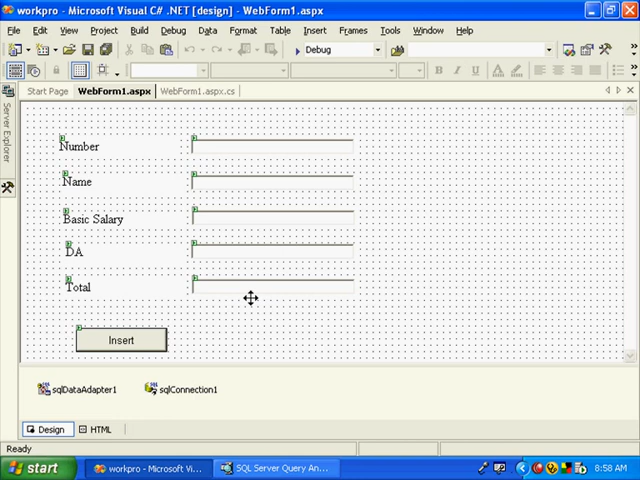 workpro - Microsoft Visual C# .NET [design] - WebForm1.aspx
File Edit View Project Build Debug Data Format Table Insert Frames Tools Window Help
Debug
B I U A
Start Page WebForm1.aspx WebForm1.aspx.cs
Server Explorer
Number
Name
Basic Salary
DA
Total
Insert
sqlDataAdapter1 sqlConnection1
Design HTML
Ready
start workpro - Microsoft Vi... SQL Server Query An... 8:58 AM